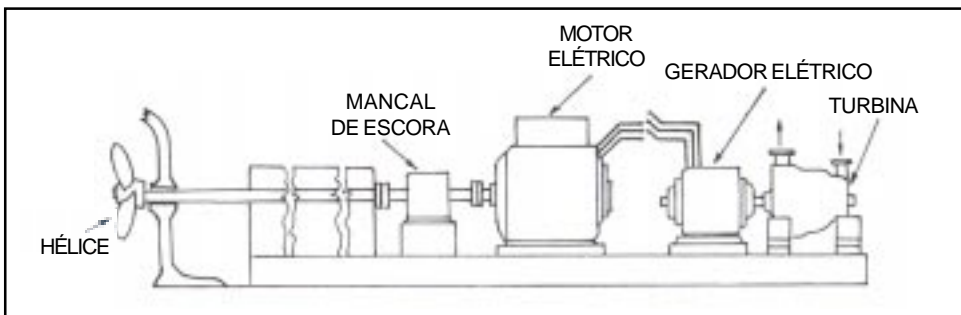 MOTOR
ELÉTRICO
GERADOR ELÉTRICO
MANCAL
DE ESCORA
TURBINA
HÉLICE